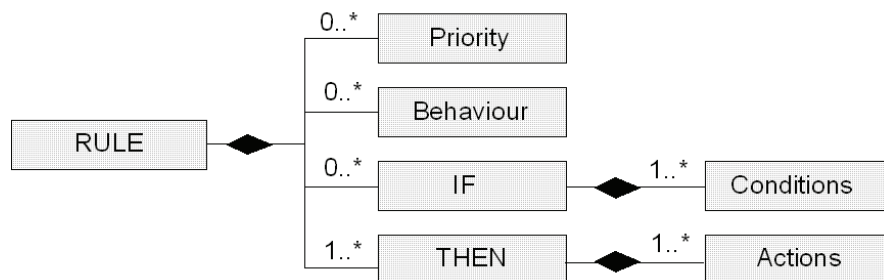 0..*
Priority
0..*
Behaviour
RULE
0..*
IF
1..*
Conditions
1..*
THEN
1..*
Actions